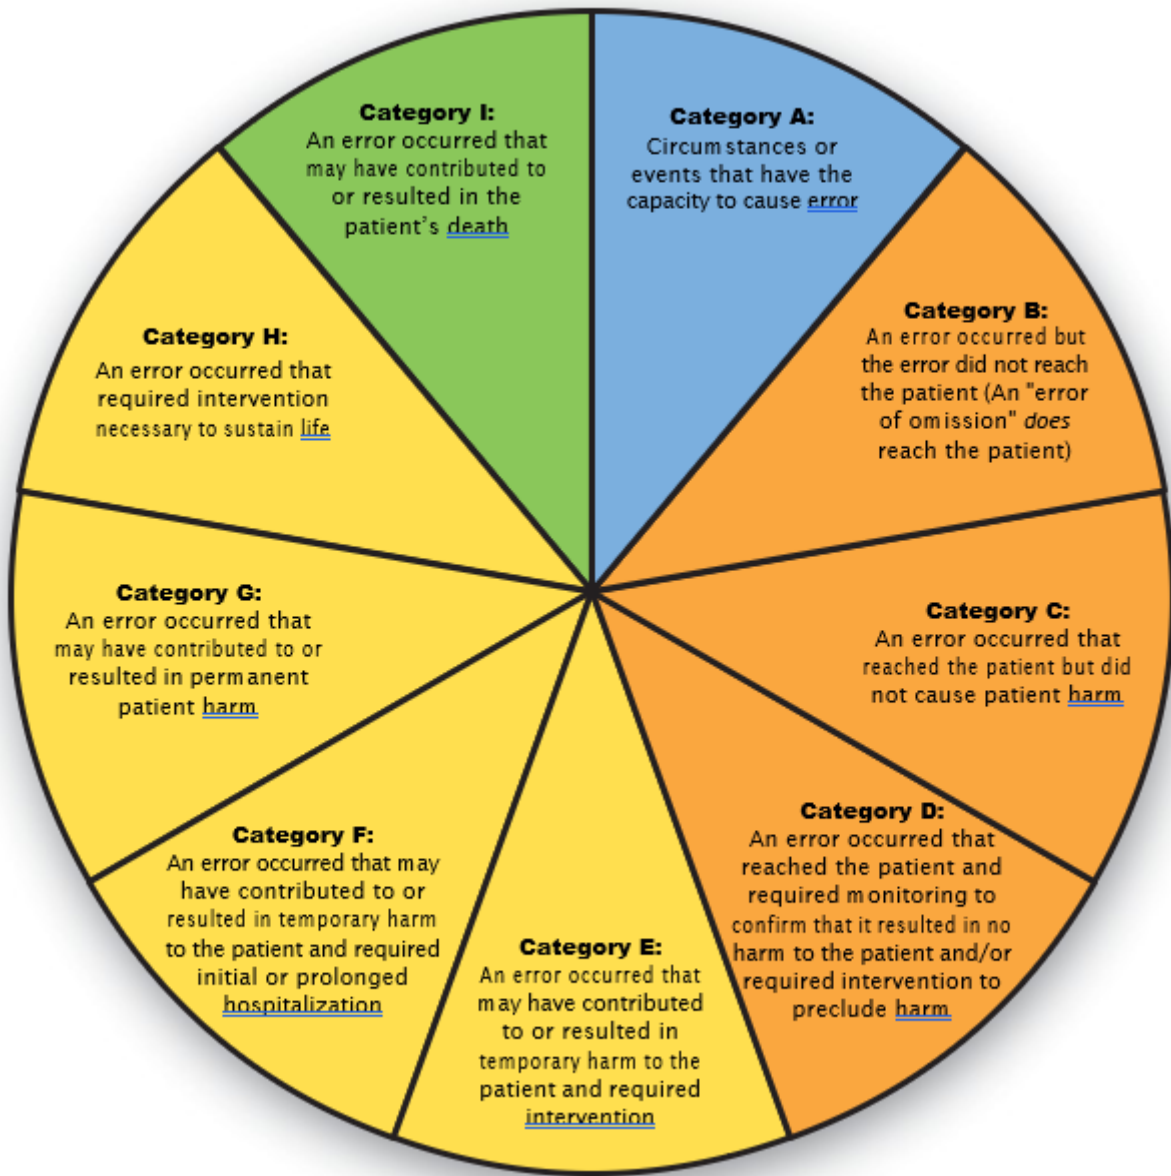 Category A:
Circumstances or
events that have the
capacity to cause error
Category B:
An error occurred but
the error did not reach
the patient (An "error
of omission" does
reach the patient)
Category C:
An error occurred that
reached the patient but did
not cause patient harm
Category D:
An error occurred that
reached the patient and
required monitoring to
confirm that it resulted in no
harm to the patient and/or
required intervention to
preclude harm
Category E:
An error occurred that
may have contributed
to or resulted in
temporary harm to the
patient and required
intervention
Category F:
An error occurred that may
have contributed to or
resulted in temporary harm
to the patient and required
initial or prolonged
hospitalization
Category G:
An error occurred that
may have contributed to or
resulted in permanent
patient harm
Category H:
An error occurred that
required intervention
necessary to sustain life
Category I:
An error occurred that
may have contributed to
or resulted in the
patient’s death